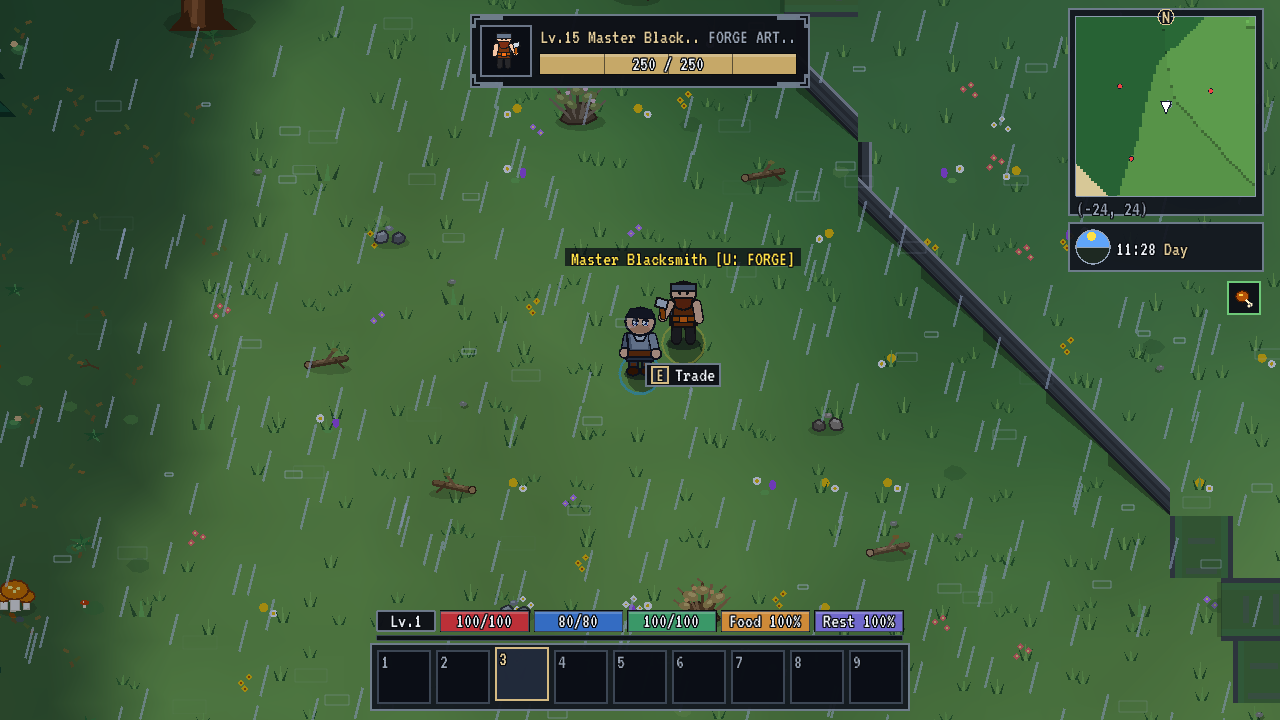 Lv.15 Master Black.. FORGE ART..
250 / 250
N
(-24, 24)
11:28 Day
Master Blacksmith [U: FORGE]
E Trade
Lv.1 100/100 80/80 100/100 Food 100% Rest 100%
1 2 3 4 5 6 7 8 9